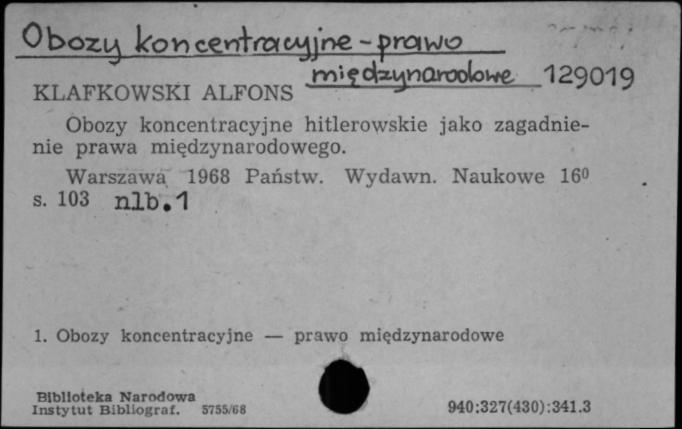 Obozy koncentracyjne - prawo
międzynarodowe 129019
KLAFKOWSKI ALFONS
Obozy koncentracyjne hitlerowskie jako zagadnie-
nie prawa międzynarodowego.
Warszawa 1968 Państw. Wydawn. Naukowe 16⁰
s. 103 nlb. 1
1. Obozy koncentracyjne — prawo międzynarodowe
Biblioteka Narodowa
Instytut Bibliograf. 5755/68
940:327(430):341.3